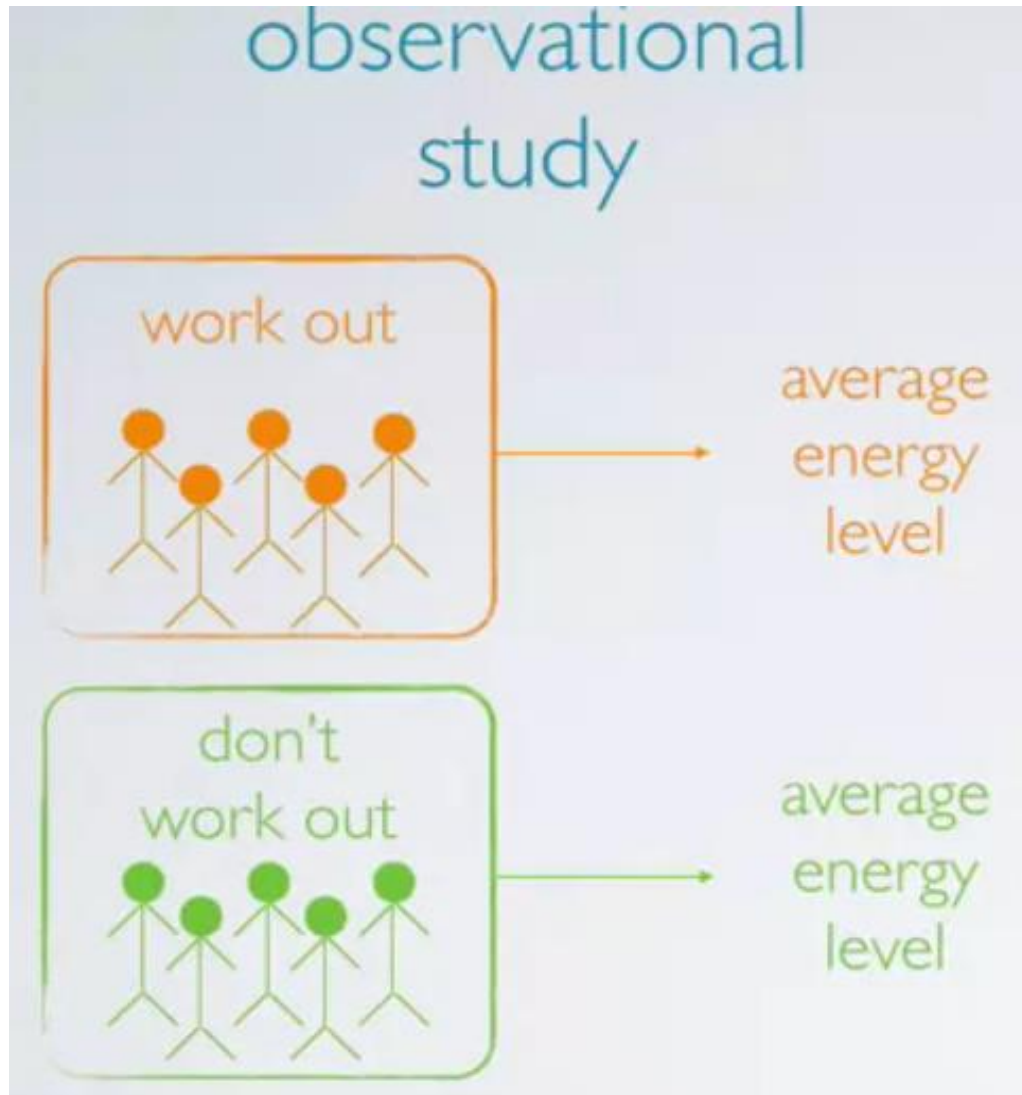 observational
study
work out
average
energy
level
don't
work out
average
energy
level